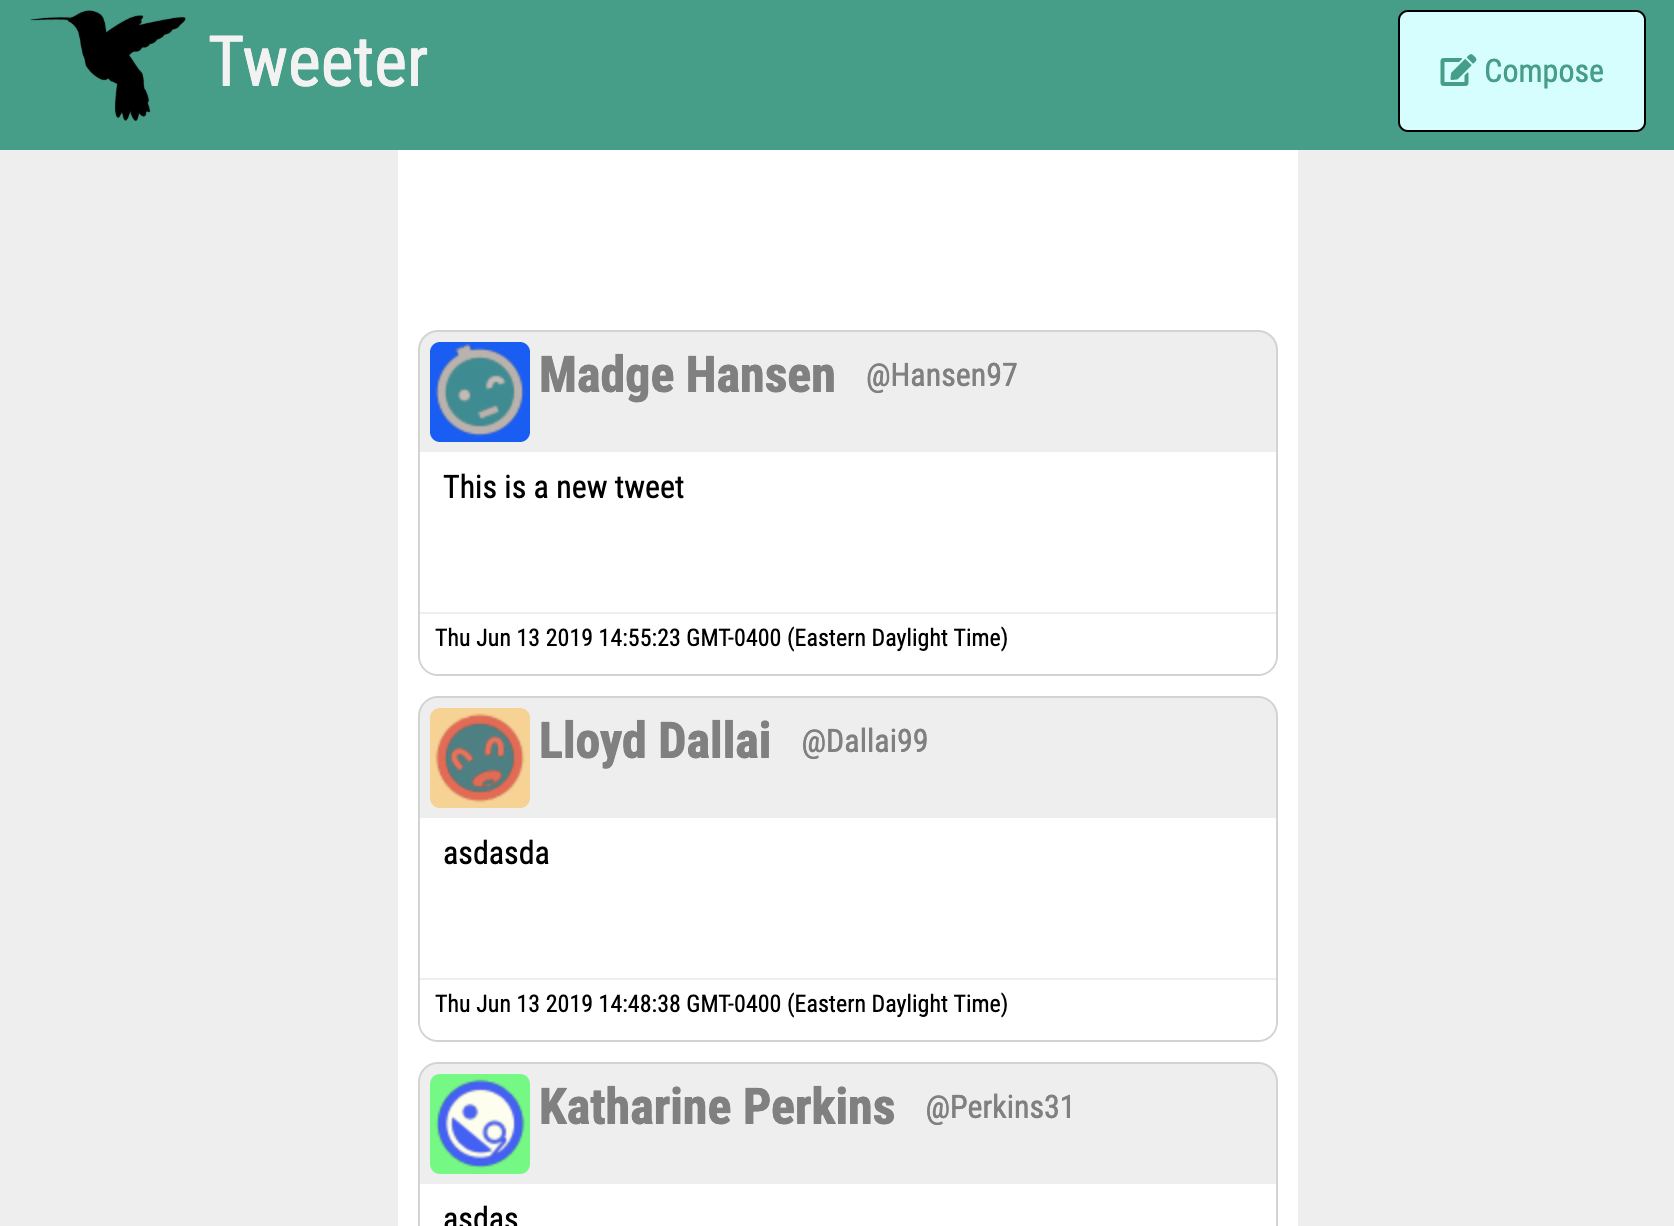 Tweeter
Compose
Madge Hansen @Hansen97
This is a new tweet
Thu Jun 13 2019 14:55:23 GMT-0400 (Eastern Daylight Time)
Lloyd Dallai @Dallai99
asdasda
Thu Jun 13 2019 14:48:38 GMT-0400 (Eastern Daylight Time)
Katharine Perkins @Perkins31
asdas